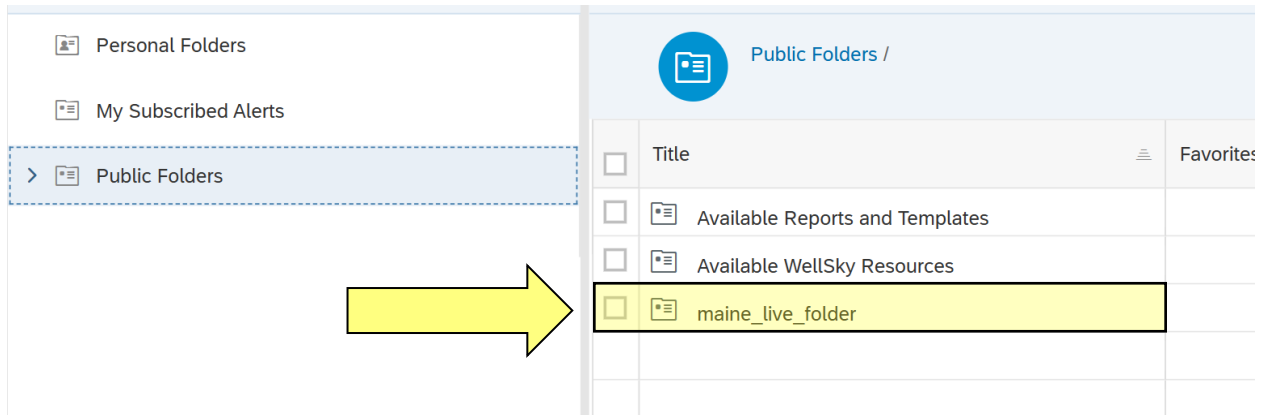 Personal Folders
My Subscribed Alerts
Public Folders
Public Folders /
Title
Favorites
Available Reports and Templates
Available WellSky Resources
maine_live_folder